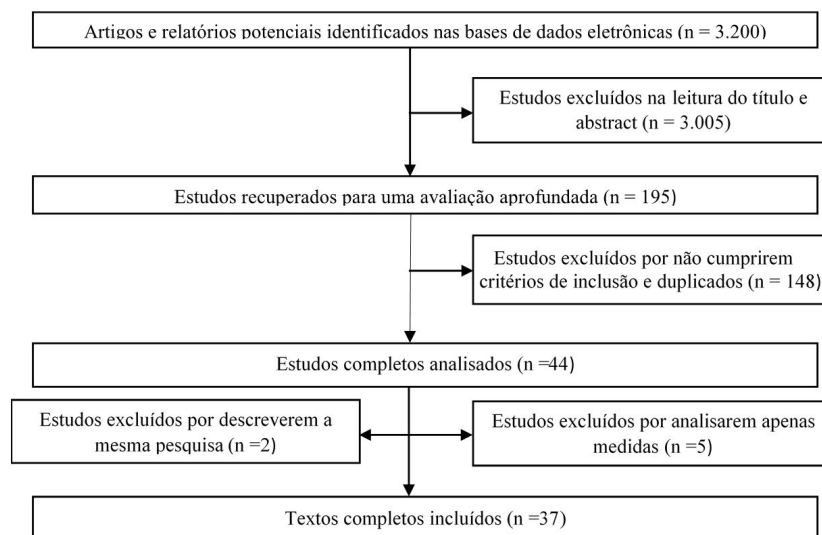 Artigos e relatórios potenciais identificados nas bases de dados eletrônicas (n = 3.200)
Estudos excluídos na leitura do título e
abstract (n = 3.005)
Estudos recuperados para uma avaliação aprofundada (n = 195)
Estudos excluídos por não cumprirem
critérios de inclusão e duplicados (n = 148)
Estudos completos analisados (n =44)
Estudos excluídos por descreverem a
mesma pesquisa (n =2)
Estudos excluídos por analisarem apenas
medidas (n =5)
Textos completos incluídos (n =37)